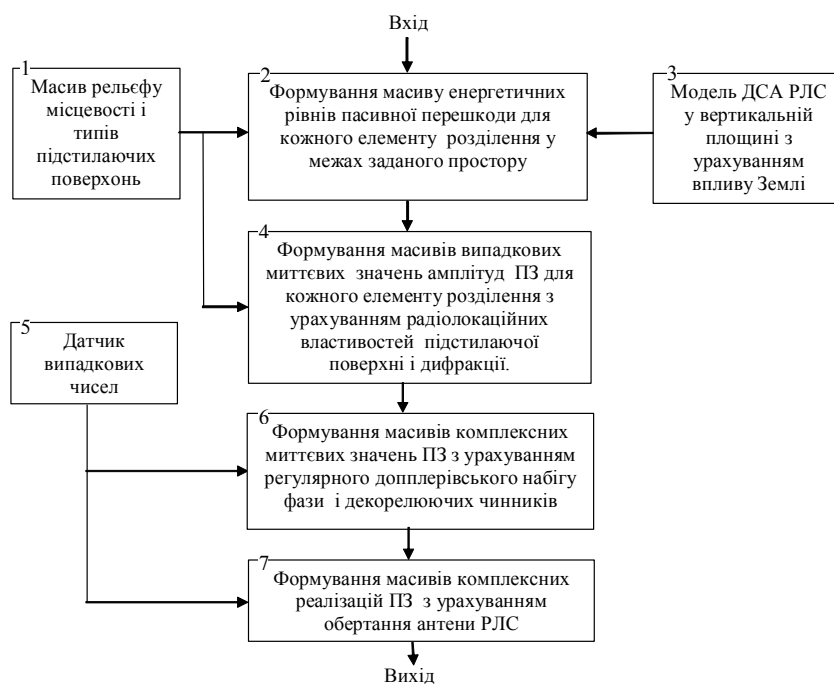 Вхід
1
Масив рельєфу
місцевості і
типів
підстилаючих
поверхонь
2
Формування масиву енергетичних
рівнів пасивної перешкоди для
кожного елементу розділення у
межах заданого простору
3
Модель ДСА РЛС
у вертикальній
площині з
урахуванням
впливу Землі
4
Формування масивів випадкових
миттєвих значень амплітуд ПЗ для
кожного елементу розділення з
урахуванням радіолокаційних
властивостей підстилаючої
поверхні і дифракції.
5
Датчик
випадкових
чисел
6
Формування масивів комплексних
миттєвих значень ПЗ з урахуванням
регулярного допплерівського набігу
фази і декорелюючих чинників
7
Формування масивів комплексних
реалізацій ПЗ з урахуванням
обертання антени РЛС
Вихід